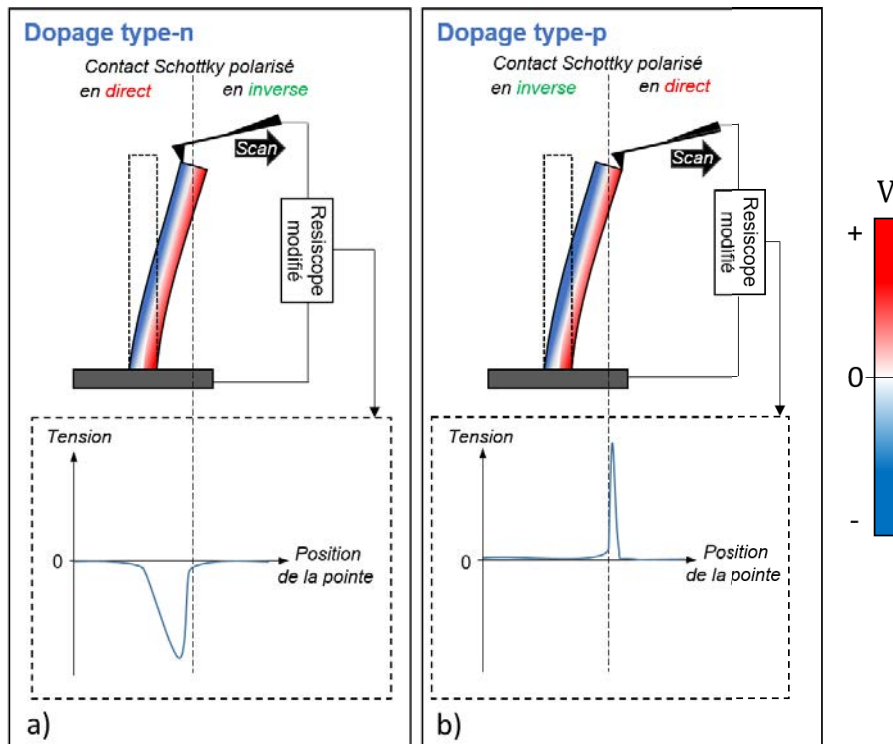 Dopage type-n
Contact Schottky polarisé
en direct
en inverse
Scan
Resiscope
modifié
Tension
0
Position
de la pointe
a)
Dopage type-p
Contact Schottky polarisé
en inverse
en direct
Scan
Resiscope
modifié
Tension
0
Position
de la pointe
b)
V
+
0
-